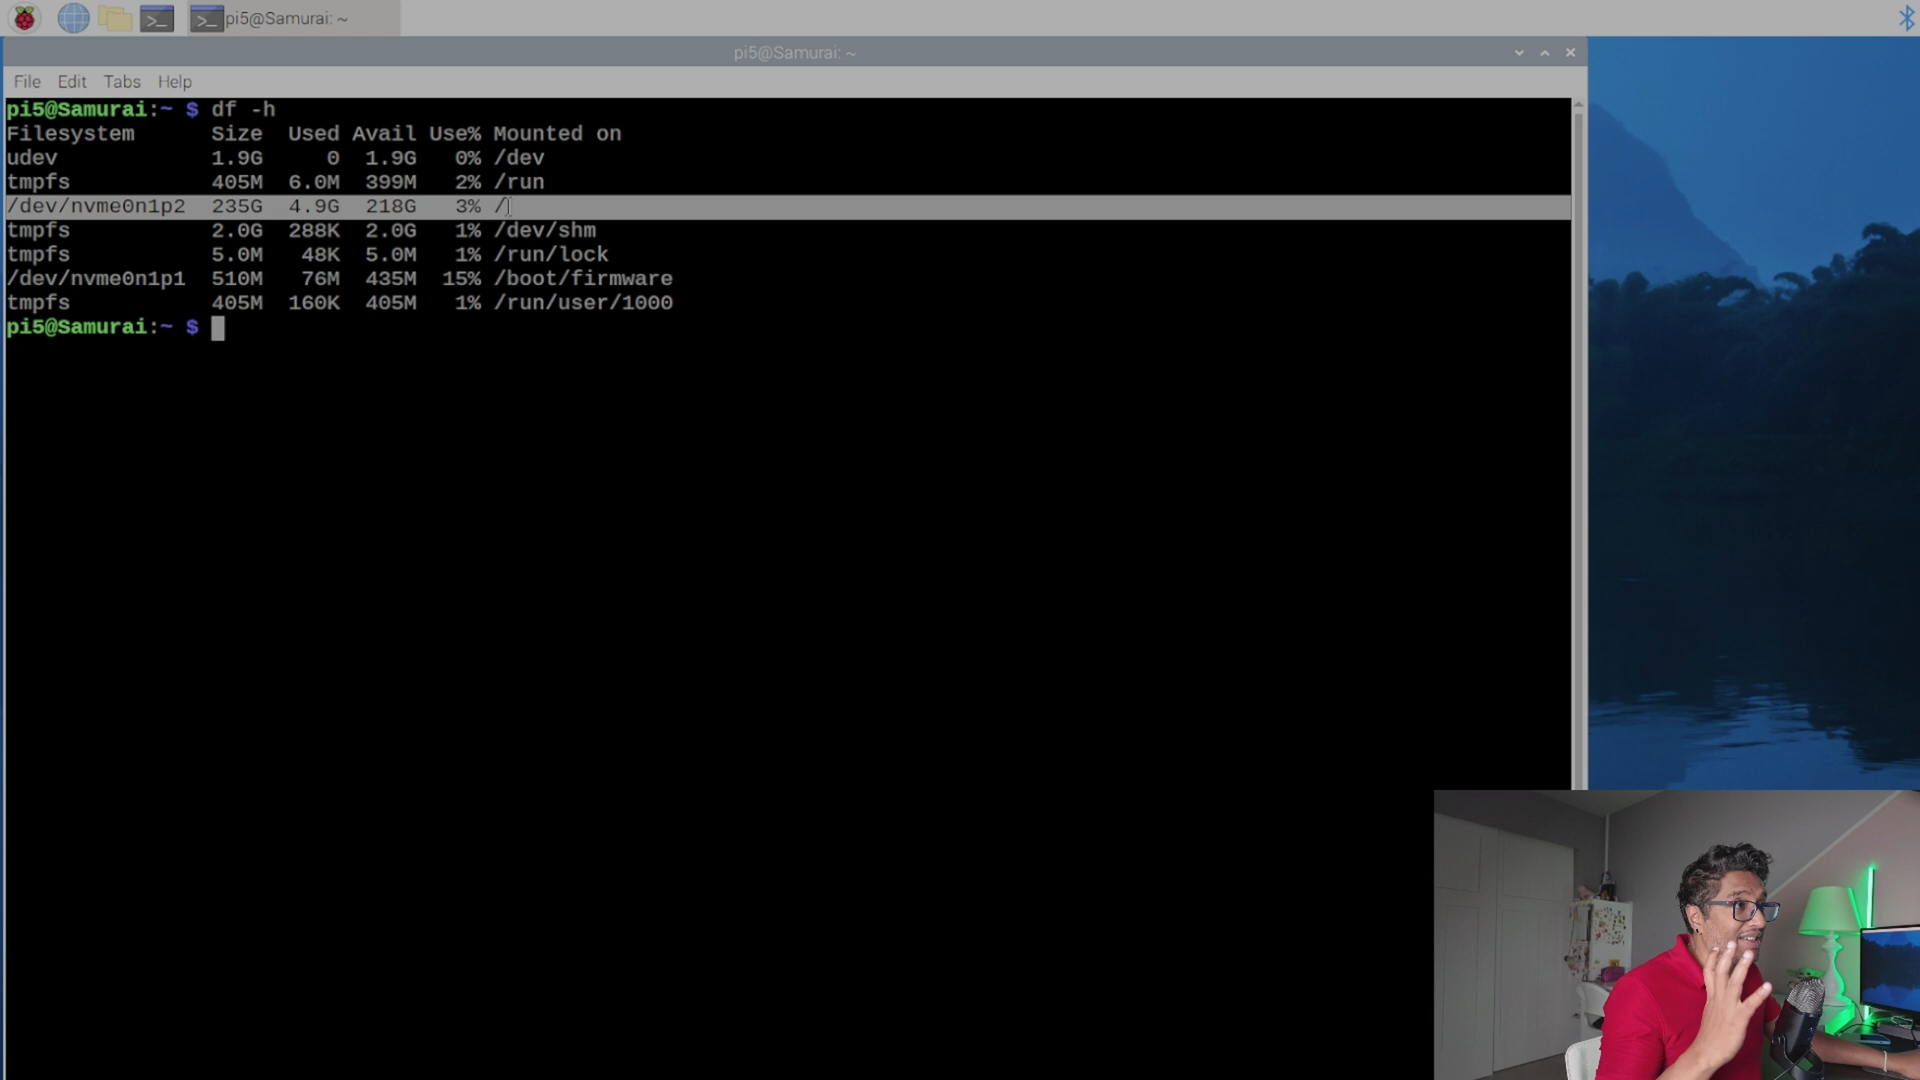 pi5@Samurai: ~
pi5@Samurai: ~
File Edit Tabs Help
pi5@Samurai:~ $ df -h
Filesystem Size Used Avail Use% Mounted on
udev 1.9G 0 1.9G 0% /dev
tmpfs 405M 6.0M 399M 2% /run
/dev/nvme0n1p2 235G 4.9G 218G 3% /
tmpfs 2.0G 288K 2.0G 1% /dev/shm
tmpfs 5.0M 48K 5.0M 1% /run/lock
/dev/nvme0n1p1 510M 76M 435M 15% /boot/firmware
tmpfs 405M 160K 405M 1% /run/user/1000
pi5@Samurai:~ $